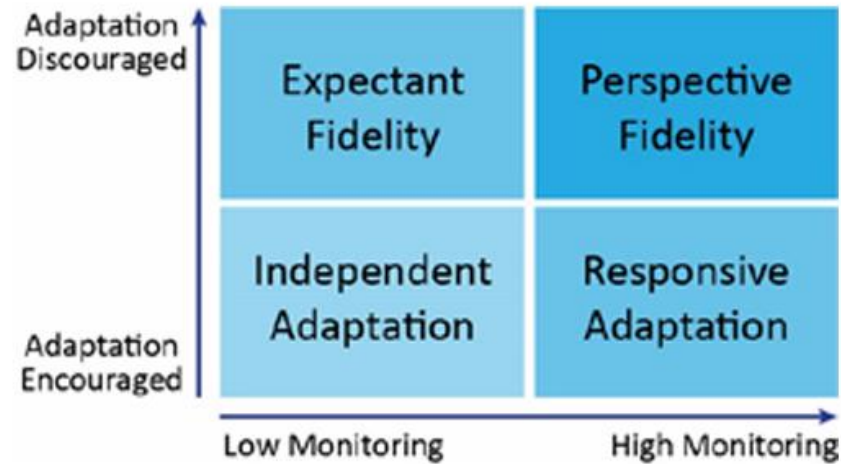 Adaptation
Discouraged
Expectant
Fidelity
Perspective
Fidelity
Independent
Adaptation
Responsive
Adaptation
Adaptation
Encouraged
Low Monitoring
High Monitoring